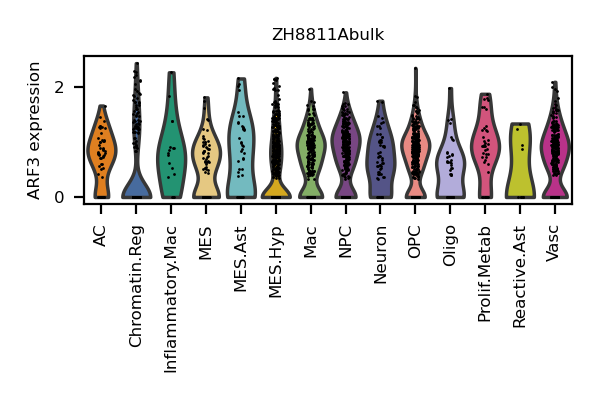 ZH8811Abulk
ARF3 expression
2
0
AC
Chromatin.Reg
Inflammatory.Mac
MES
MES.Ast
MES.Hyp
Mac
NPC
Neuron
OPC
Oligo
Prolif.Metab
Reactive.Ast
Vasc